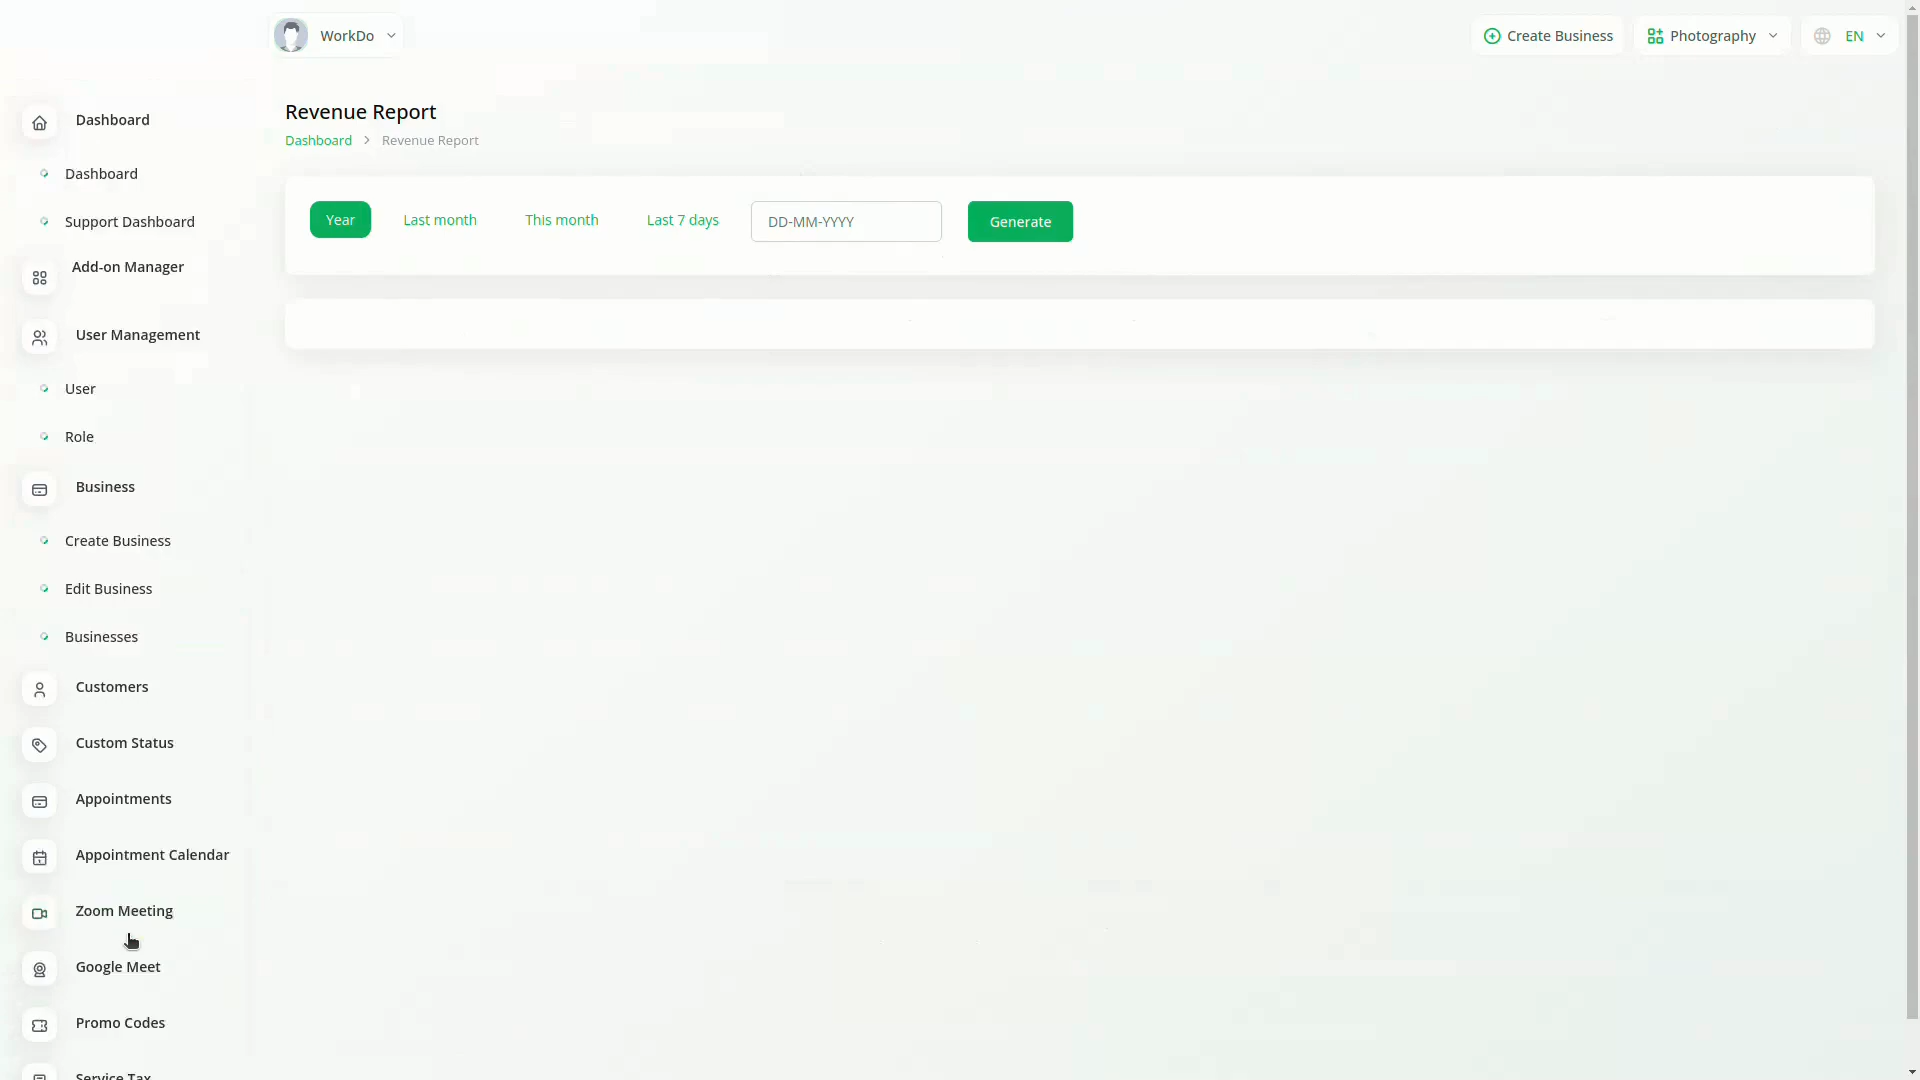 WorkDo
Create Business
Photography
EN
Revenue Report
Dashboard > Revenue Report
Year
Last month
This month
Last 7 days
DD-MM-YYYY
Generate
Dashboard
Dashboard
Support Dashboard
Add-on Manager
User Management
User
Role
Business
Create Business
Edit Business
Businesses
Customers
Custom Status
Appointments
Appointment Calendar
Zoom Meeting
Google Meet
Promo Codes
Service Tax